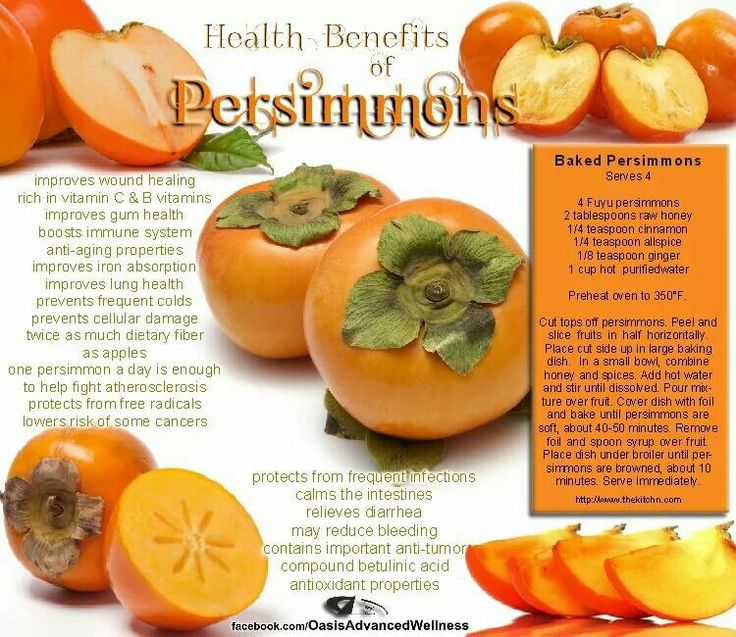 Health Benefits
of
Persimmons
improves wound healing
rich in vitamin C & B vitamins
improves gum health
boosts immune system
anti-aging properties
improves iron absorption
improves lung health
prevents frequent colds
prevents cellular damage
twice as much dietary fiber
as apples
one persimmon a day is enough
to help fight atherosclerosis
protects from free radicals
lowers risk of some cancers
protects from frequent infections
calms the intestines
relieves diarrhea
may reduce bleeding
contains important anti-tumor
compound betulinic acid
antioxidant properties
Baked Persimmons
Serves 4
4 Fuyu persimmons
2 tablespoons raw honey
1/4 teaspoon cinnamon
1/4 teaspoon allspice
1/8 teaspoon ginger
1 cup hot purifiedwater
Preheat oven to 350°F.
Cut tops off persimmons. Peel and
slice fruits in half horizontally.
Place cut side up in large baking
dish. In a small bowl, combine
honey and spices. Add hot water
and stir until dissolved. Pour mix-
ture over fruit. Cover dish with foil
and bake until persimmons are
soft, about 40-50 minutes. Remove
foil and spoon syrup over fruit.
Place dish under broiler until per-
simmons are browned, about 10
minutes. Serve immediately.
http://www.thekitchn.com
facebook.com/OasisAdvancedWellness